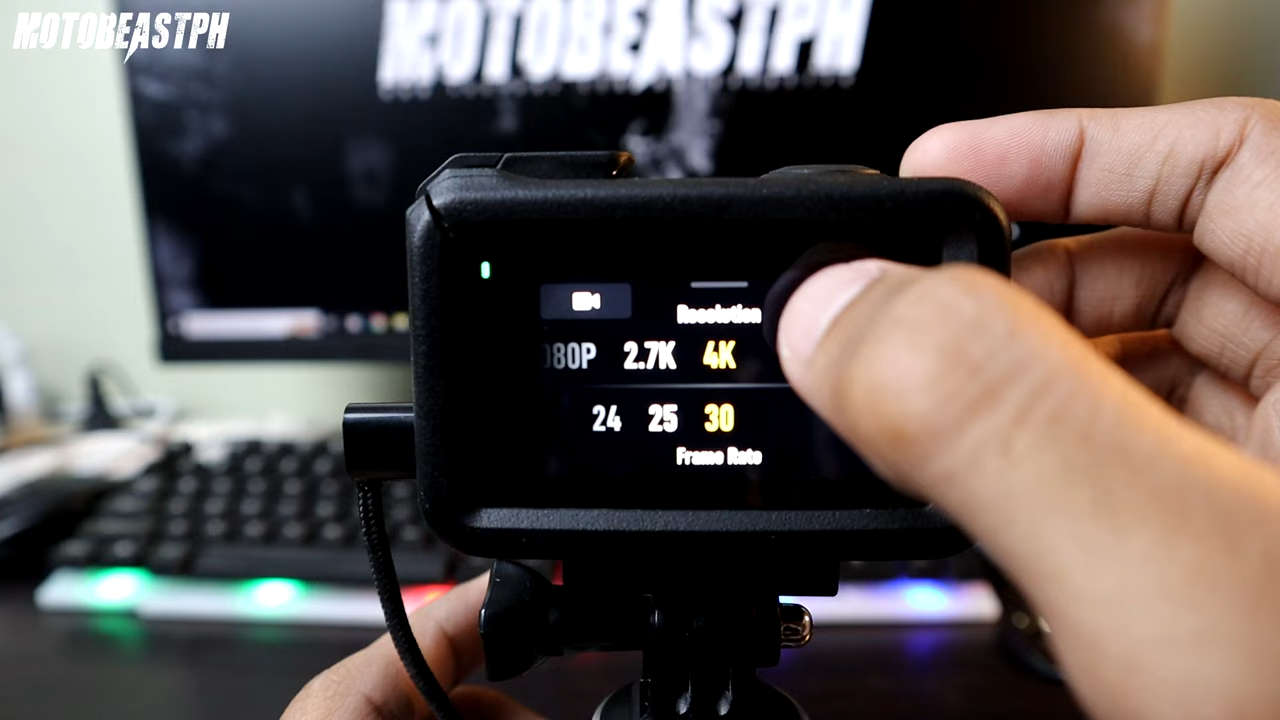 MOTOBEASTPH
MOTOBEASTPH
Resolution
080P 2.7K 4K
24 25 30
Frame Rate